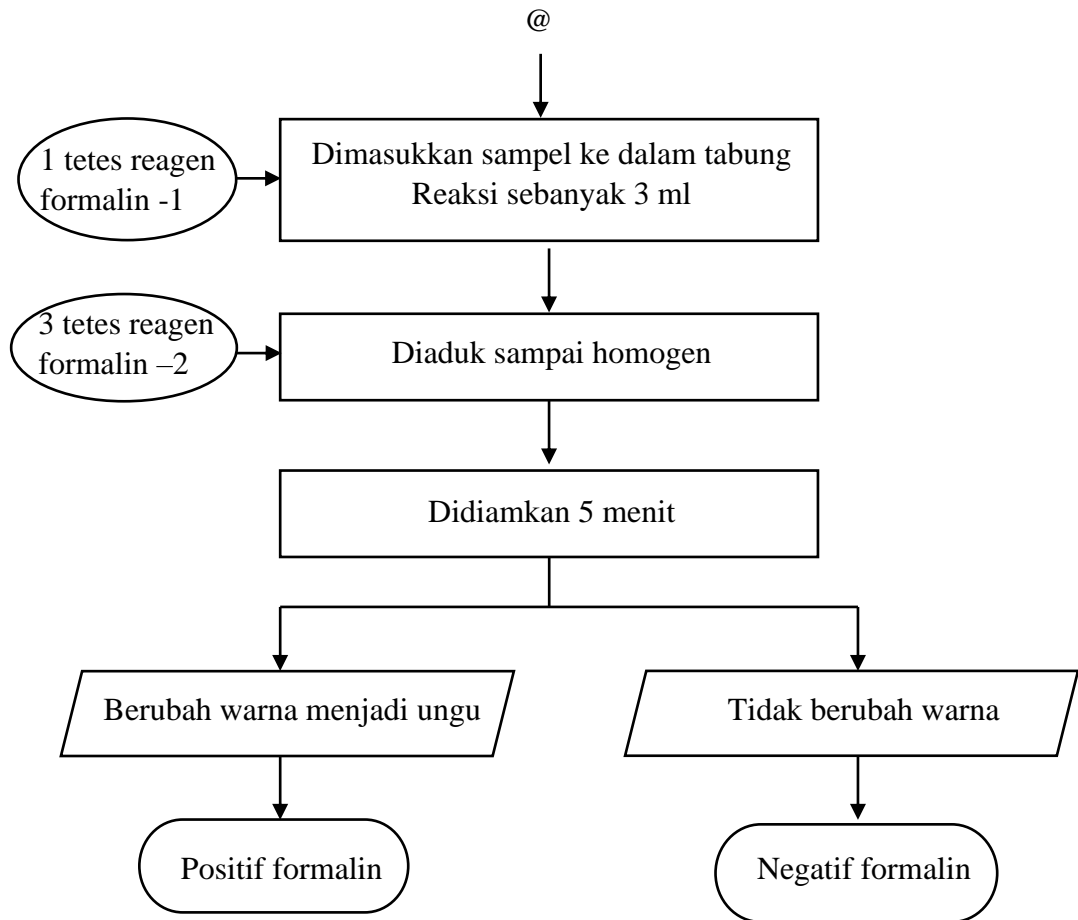 @
1 tetes reagen
formalin -1
Dimasukkan sampel ke dalam tabung
Reaksi sebanyak 3 ml
3 tetes reagen
formalin –2
Diaduk sampai homogen
Didiamkan 5 menit
Berubah warna menjadi ungu
Tidak berubah warna
Positif formalin
Negatif formalin